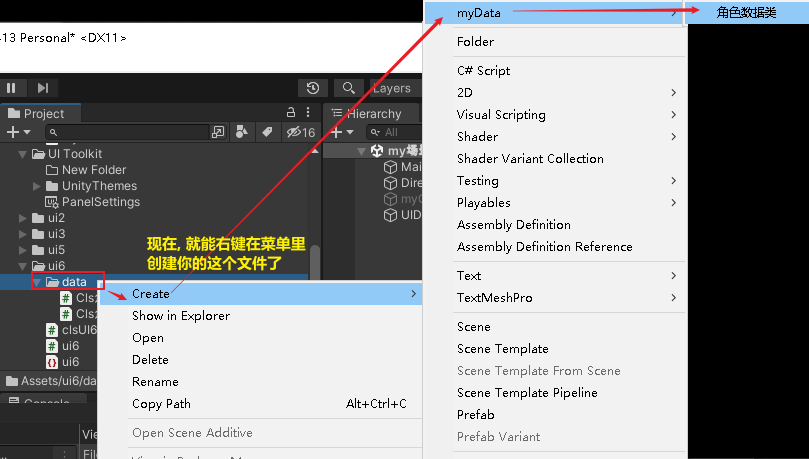 413 Personal* <DX11>
Layers
Project
Hierarchy
16
All
UI Toolkit
New Folder
UnityThemes
PanelSettings
ui2
ui3
ui5
ui6
data
clsUI6
ui6
ui6
Assets/ui6/da
Console
my场
Mai
Dire
UID
现在, 就能右键在菜单里
创建你的这个文件了
Create
Show in Explorer
Open
Delete
Rename
Copy Path Alt+Ctrl+C
Open Scene Additive
myData
角色数据类
Folder
C# Script
2D
Visual Scripting
Shader
Shader Variant Collection
Testing
Playables
Assembly Definition
Assembly Definition Reference
Text
TextMeshPro
Scene
Scene Template
Scene Template From Scene
Scene Template Pipeline
Prefab
Prefab Variant